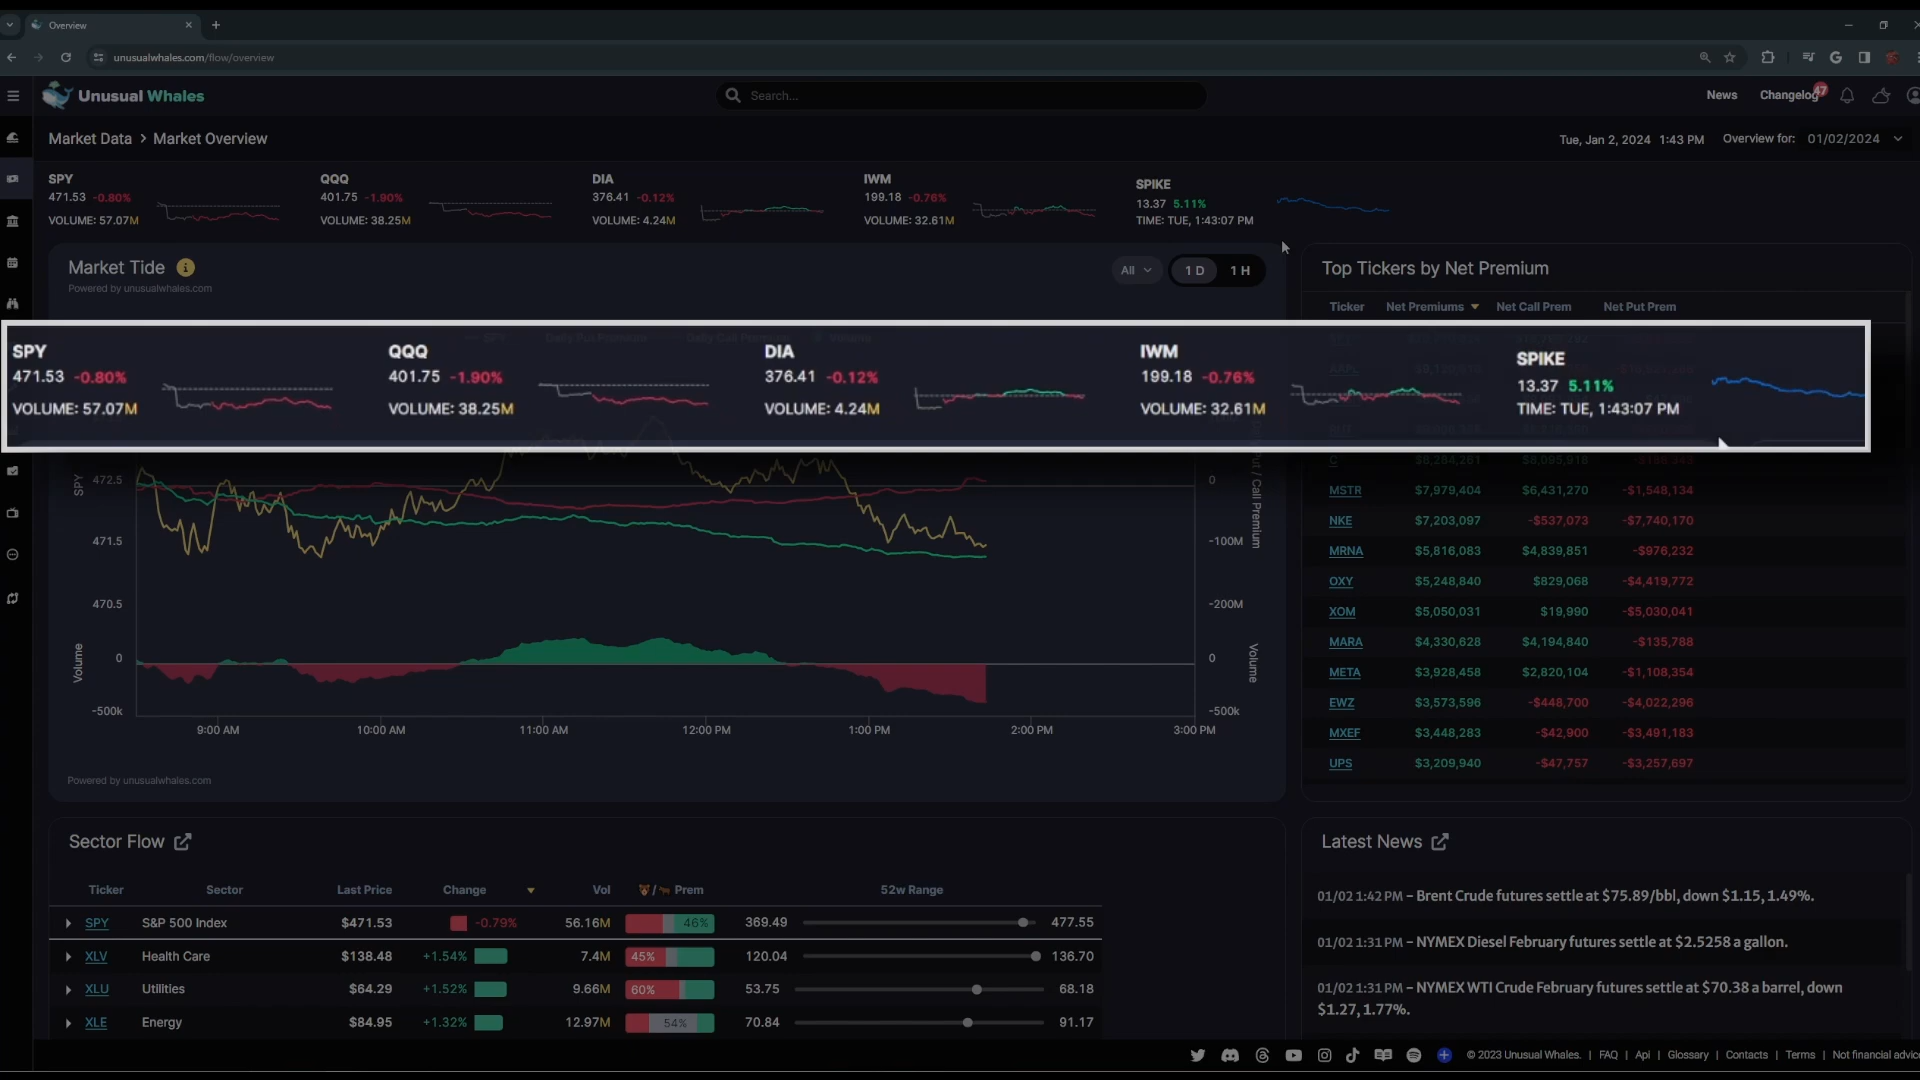 Overview
unusualwhales.com/flow/overview
Unusual Whales
Search...
News
Changelog
47
Market Data > Market Overview
Tue, Jan 2, 2024 1:43 PM
Overview for: 01/02/2024
SPY
471.53 -0.80%
VOLUME: 57.07M
QQQ
401.75 -1.90%
VOLUME: 38.25M
DIA
376.41 -0.12%
VOLUME: 4.24M
IWM
199.18 -0.76%
VOLUME: 32.61M
SPIKE
13.37 5.11%
TIME: TUE, 1:43:07 PM
Market Tide
Powered by unusualwhales.com
All
1 D
1 H
Top Tickers by Net Premium
Ticker Net Premiums Net Call Prem Net Put Prem
SPY
471.53 -0.80%
VOLUME: 57.07M
QQQ
401.75 -1.90%
VOLUME: 38.25M
DIA
376.41 -0.12%
VOLUME: 4.24M
IWM
199.18 -0.76%
VOLUME: 32.61M
SPIKE
13.37 5.11%
TIME: TUE, 1:43:07 PM
SPY
472.5
471.5
470.5
0
-100M
-200M
Put / Call Premium
Volume
0
-500k
0
-500k
Volume
9:00 AM
10:00 AM
11:00 AM
12:00 PM
1:00 PM
2:00 PM
3:00 PM
Powered by unusualwhales.com
C $8,284,261 $8,095,918
MSTR $7,979,404 $6,431,270 -$1,548,134
NKE $7,203,097 -$537,073 -$7,740,170
MRNA $5,816,083 $4,839,851 -$976,232
OXY $5,248,840 $829,068 -$4,419,772
XOM $5,050,031 $19,990 -$5,030,041
MARA $4,330,628 $4,194,840 -$135,788
META $3,928,458 $2,820,104 -$1,108,354
EWZ $3,573,596 -$448,700 -$4,022,296
MXEF $3,448,283 -$42,900 -$3,491,183
UPS $3,209,940 -$47,757 -$3,257,697
Sector Flow
Ticker Sector Last Price Change Vol / Prem 52w Range
SPY S&P 500 Index $471.53 -0.79% 56.16M 46% 369.49 477.55
XLV Health Care $138.48 +1.54% 7.4M 45% 120.04 136.70
XLU Utilities $64.29 +1.52% 9.66M 60% 53.75 68.18
XLE Energy $84.95 +1.32% 12.97M 54% 70.84 91.17
Latest News
01/02 1:42 PM – Brent Crude futures settle at $75.89/bbl, down $1.15, 1.49%.
01/02 1:31 PM – NYMEX Diesel February futures settle at $2.5258 a gallon.
01/02 1:31 PM – NYMEX WTI Crude February futures settle at $70.38 a barrel, down
$1.27, 1.77%.
© 2023 Unusual Whales. | FAQ | Api | Glossary | Contacts | Terms | Not financial advice